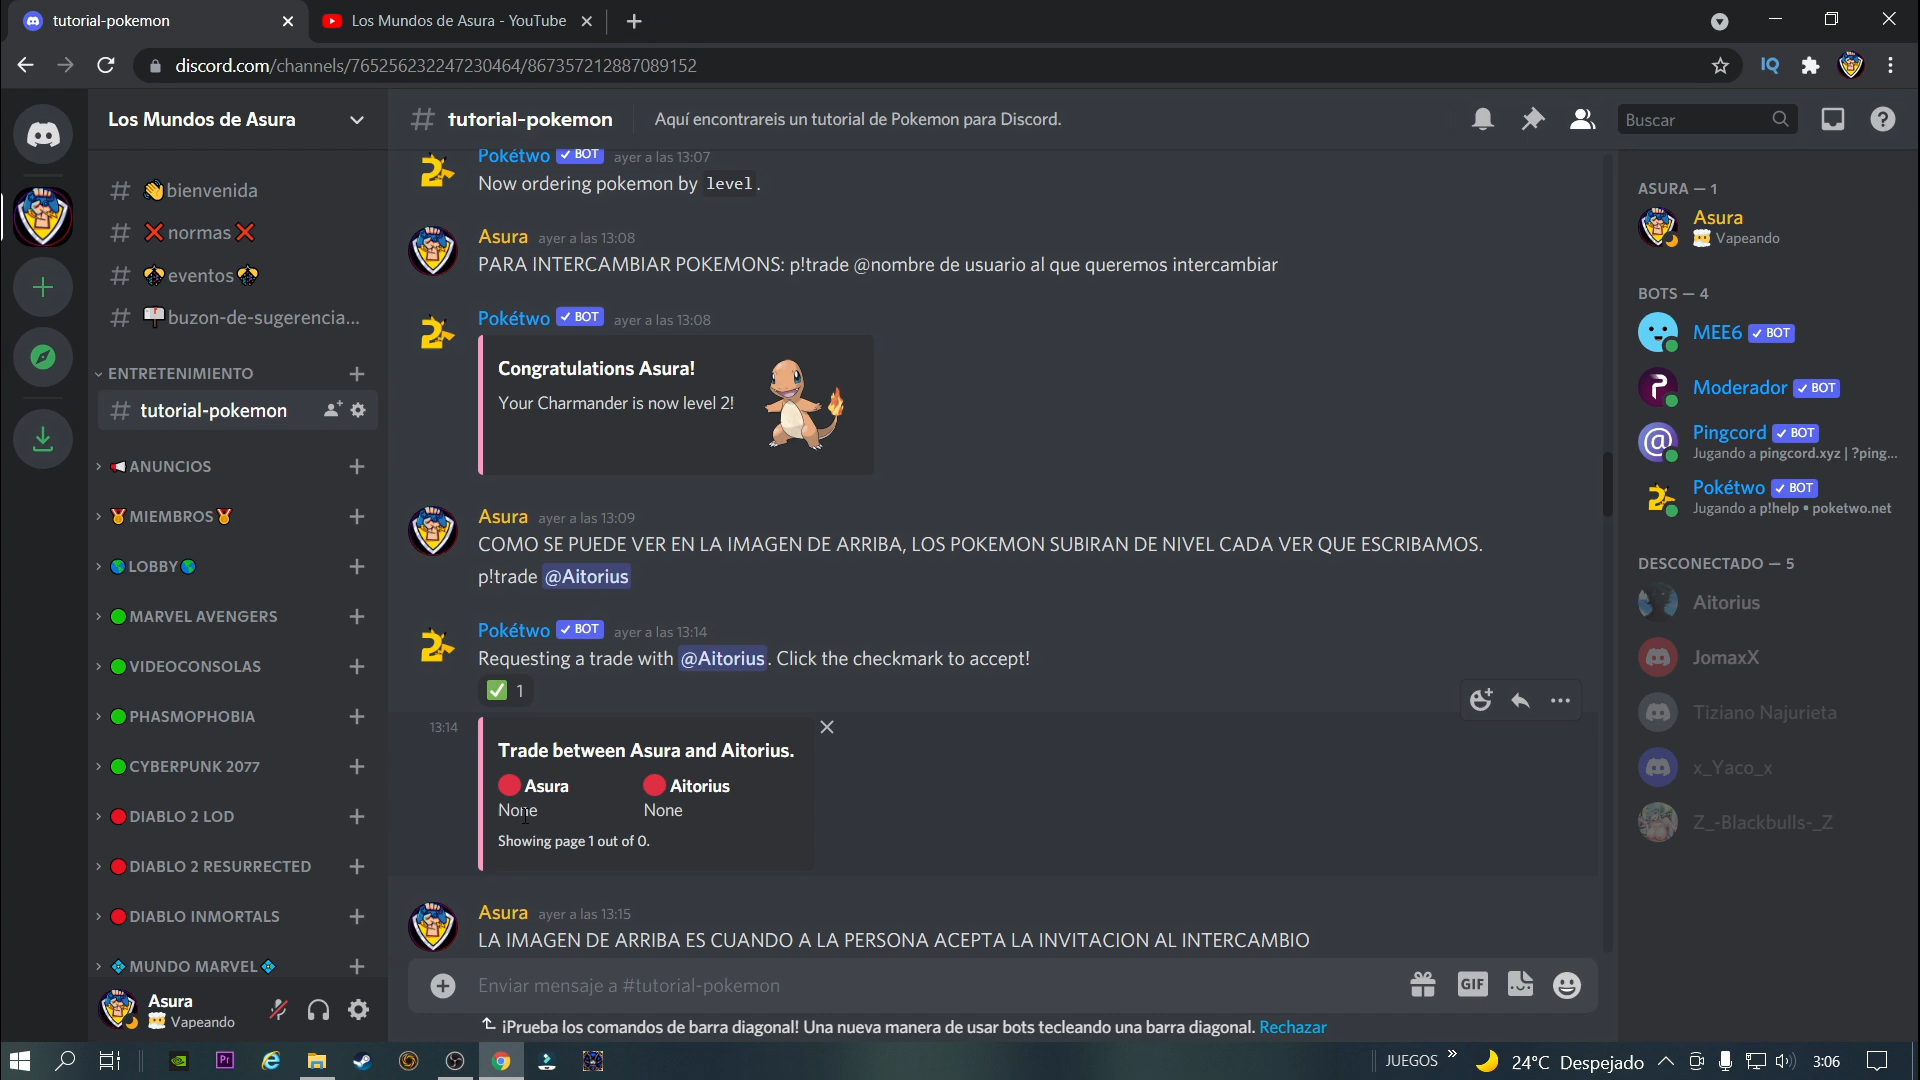 tutorial-pokemon
Los Mundos de Asura - YouTube
discord.com/channels/765256232247230464/867357212887089152
IQ
Los Mundos de Asura
# tutorial-pokemon
Aquí encontrareis un tutorial de Pokemon para Discord.
Buscar
# bienvenida
# normas
# eventos
# buzon-de-sugerencia...
ENTRETENIMIENTO
# tutorial-pokemon
ANUNCIOS
MIEMBROS
LOBBY
MARVEL AVENGERS
VIDEOCONSOLAS
PHASMOPHOBIA
CYBERPUNK 2077
DIABLO 2 LOD
DIABLO 2 RESURRECTED
DIABLO INMORTALS
MUNDO MARVEL
Asura
Vapeando
Pokétwo BOT ayer a las 13:07
Now ordering pokemon by level.
Asura ayer a las 13:08
PARA INTERCAMBIAR POKEMONS: p!trade @nombre de usuario al que queremos intercambiar
Pokétwo BOT ayer a las 13:08
Congratulations Asura!
Your Charmander is now level 2!
Asura ayer a las 13:09
COMO SE PUEDE VER EN LA IMAGEN DE ARRIBA, LOS POKEMON SUBIRAN DE NIVEL CADA VER QUE ESCRIBAMOS.
p!trade @Aitorius
Pokétwo BOT ayer a las 13:14
Requesting a trade with @Aitorius. Click the checkmark to accept!
1
13:14
Trade between Asura and Aitorius.
Asura Aitorius
None None
Showing page 1 out of 0.
Asura ayer a las 13:15
LA IMAGEN DE ARRIBA ES CUANDO A LA PERSONA ACEPTA LA INVITACION AL INTERCAMBIO
Enviar mensaje a #tutorial-pokemon
GIF
¡Prueba los comandos de barra diagonal! Una nueva manera de usar bots tecleando una barra diagonal. Rechazar
ASURA — 1
Asura
Vapeando
BOTS — 4
MEE6 BOT
Moderador BOT
Pingcord BOT
Jugando a pingcord.xyz | ?ping...
Pokétwo BOT
Jugando a p!help • poketwo.net
DESCONECTADO — 5
Aitorius
JomaxX
Tiziano Najurieta
x_Yaco_x
Z_-Blackbulls-_Z
Pr
JUEGOS
24°C Despejado
3:06